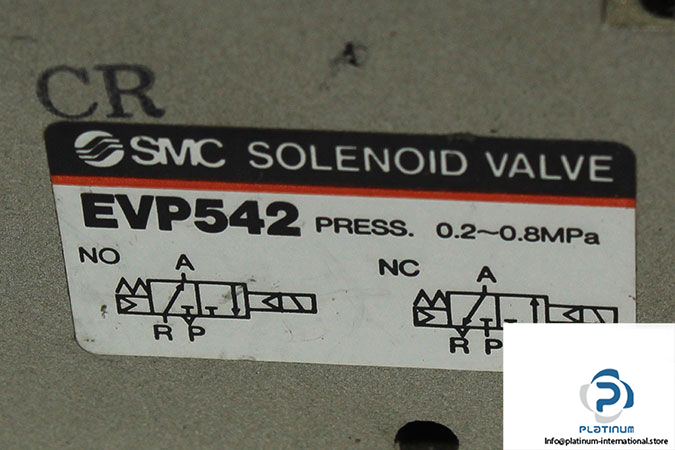 CR
A
SMC SOLENOID VALVE
EVP542 PRESS. 0.2~0.8MPa
NO A
R P
NC A
R P
P
PLATINUM
Info@platinum-international.store